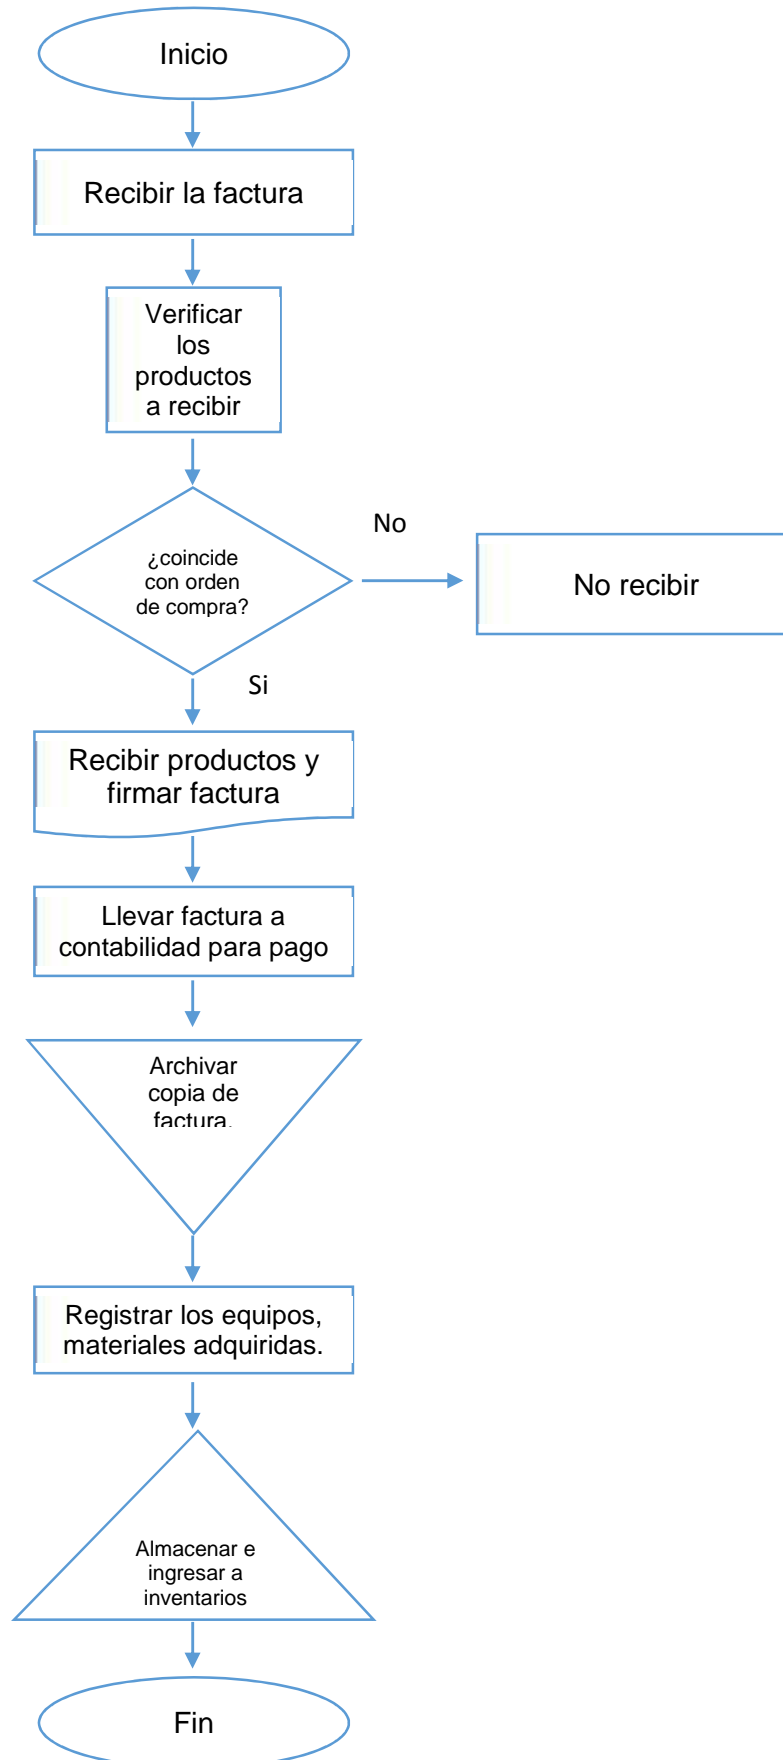 Inicio
Recibir la factura
Verificar
los
productos
a recibir
¿coincide
con orden
de compra?
No
No recibir
Si
Recibir productos y
firmar factura
Llevar factura a
contabilidad para pago
Archivar
copia de
factura.
Registrar los equipos,
materiales adquiridas.
Almacenar e
ingresar a
inventarios
Fin